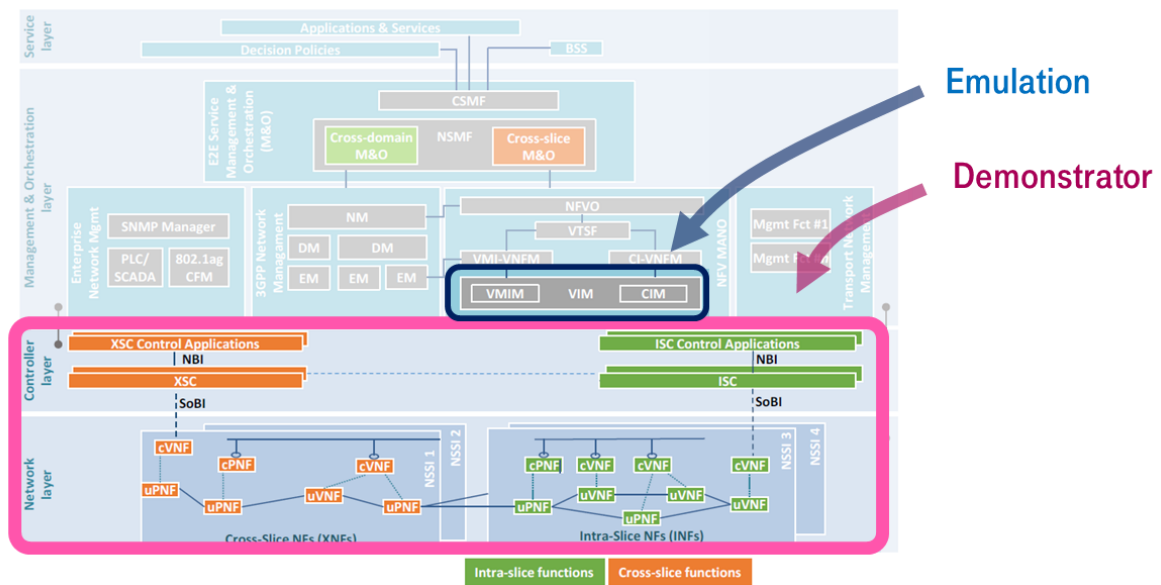 Service
layer
Applications & Services
Decision Policies
BSS
Emulation
Demonstrator
Management & Orchestration
layer
E2E Service
Management &
Orchestration
(M&O)
CSMF
Cross-domain
M&O
NSMF
Cross-slice
M&O
Enterprise
Network Mgmt
SNMP Manager
PLC/
SCADA
802.1ag
CFM
3GPP Network
Managament
NM
DM
DM
EM
EM
EM
NFVO
VTSF
VMI-VNFM
CI-VNFM
VMIM
VIM
CIM
NFV MANO
Mgmt Fct #1
Transport Network
Management
Controller
layer
XSC Control Applications
NBI
XSC
SoBI
ISC Control Applications
NBI
ISC
SoBI
Network
layer
cVNF
cPNF
cVNF
uPNF
uPNF
uVNF
uPNF
NSSI 1
NSSI 2
Cross-Slice NFs (XNFs)
cPNF
cVNF
cVNF
cVNF
uPNF
uVNF
uVNF
uPNF
uVNF
NSSI 3
NSSI 4
Intra-Slice NFs (INFs)
Intra-slice functions
Cross-slice functions